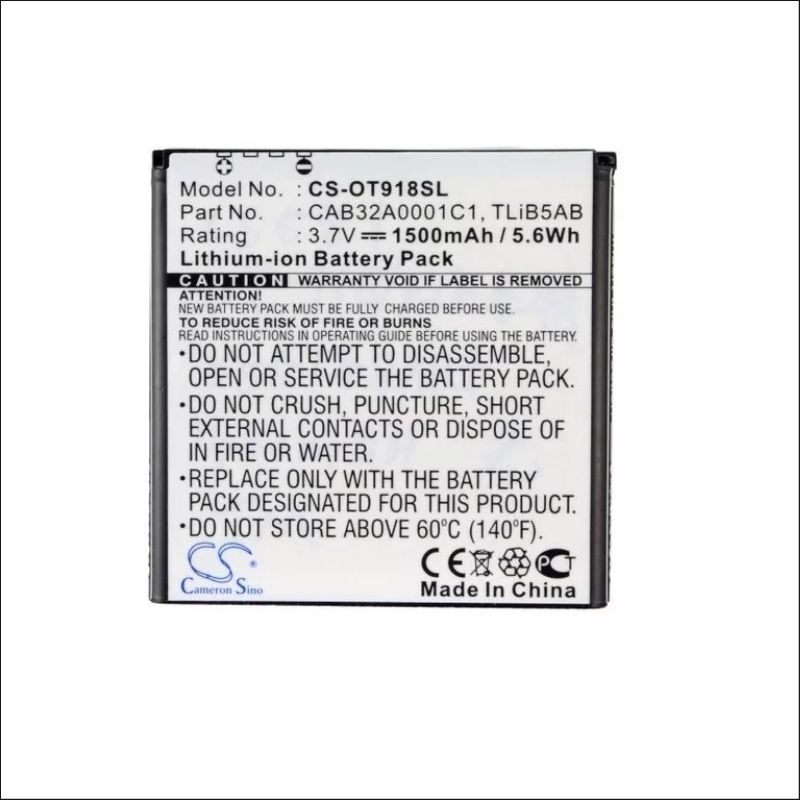 Model No. : CS-OT918SL
Part No. : CAB32A0001C1, TLiB5AB
Rating : 3.7V 1500mAh / 5.6Wh
Lithium-ion Battery Pack
CAUTION WARRANTY VOID IF LABEL REMOVED
ATTENTION!
NEW BATTERY PACK MUST BE FULLY CHARGED BEFORE USE.
TO REDUCE RISK OF FIRE OR BURNS
READ INSTRUCTIONS IN OPERATING GUIDE BEFORE USING THE BATTERY.
•DO NOT ATTEMPT TO DISASSEMBLE,
OPEN OR SERVICE THE BATTERY PACK.
•DO NOT CRUSH, PUNCTURE, SHORT
EXTERNAL CONTACTS OR DISPOSE OF
IN FIRE OR WATER.
•REPLACE ONLY WITH THE BATTERY
PACK DESIGNATED FOR THIS PRODUCT.
•DO NOT STORE ABOVE 60°C (140°F).
CS
Cameron Sino
CE PCT
Made In China